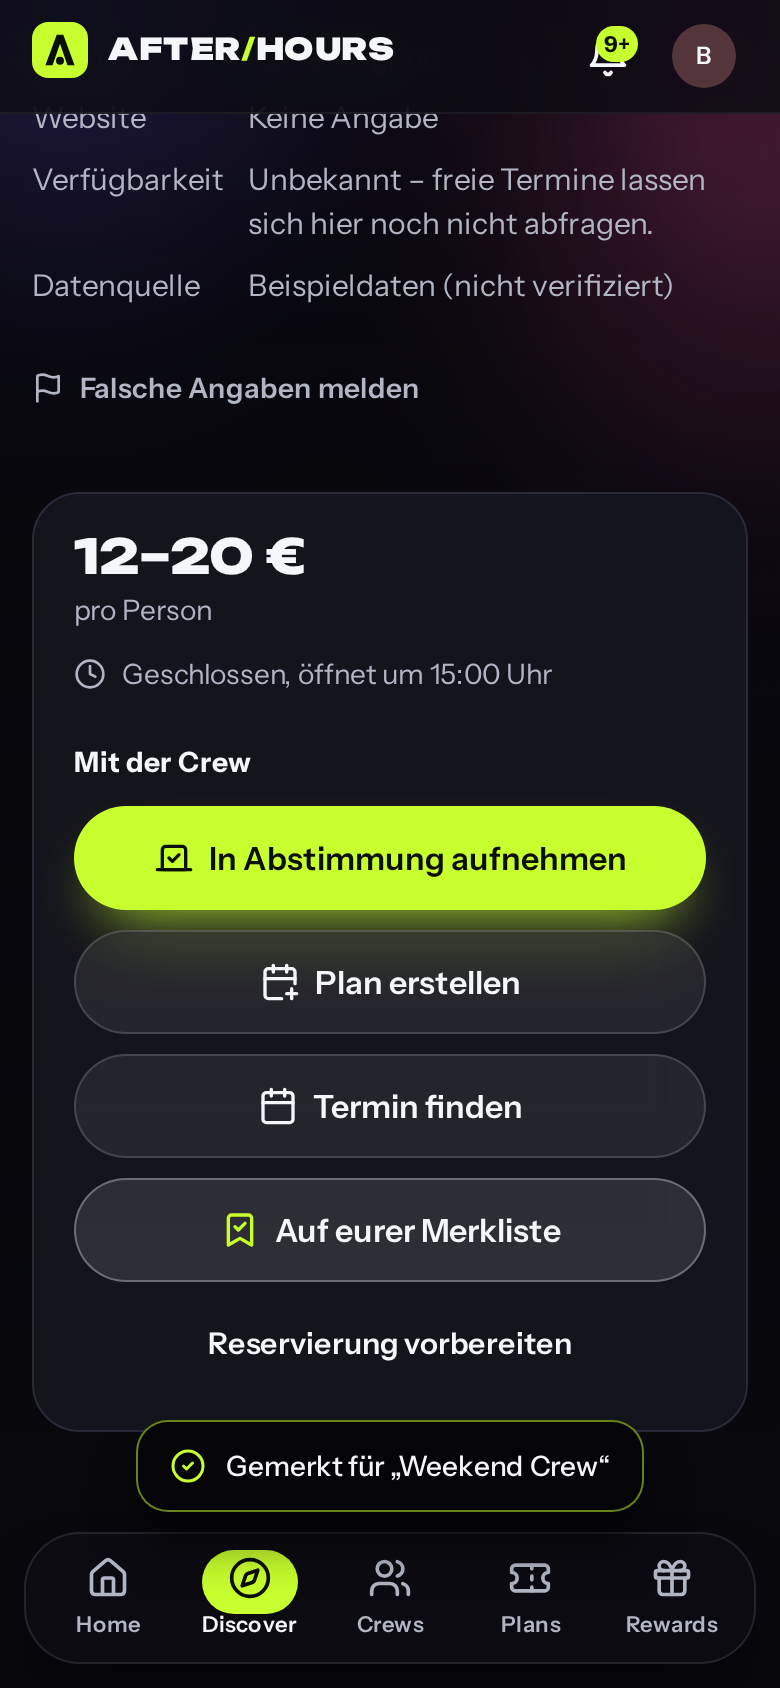 AFTER/HOURS
9+
B
Website Keine Angabe
Verfügbarkeit Unbekannt – freie Termine lassen
sich hier noch nicht abfragen.
Datenquelle Beispieldaten (nicht verifiziert)
Falsche Angaben melden
12–20 €
pro Person
Geschlossen, öffnet um 15:00 Uhr
Mit der Crew
In Abstimmung aufnehmen
Plan erstellen
Termin finden
Auf eurer Merkliste
Reservierung vorbereiten
Gemerkt für „Weekend Crew“
Home Discover Crews Plans Rewards